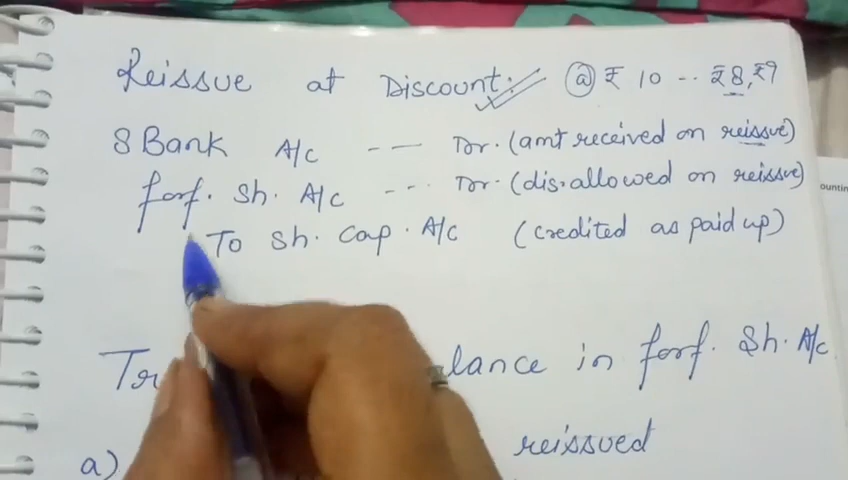 Reissue at Discount. @ ₹ 10 -- ₹8, ₹9
8 Bank A/c --- Dr. (amt received on reissue)
forf. Sh. A/c --- Dr. (dis. allowed on reissue)
To Sh. Cap. A/c (credited as paid up)
lance in forf. Sh. A/c
a) reissued